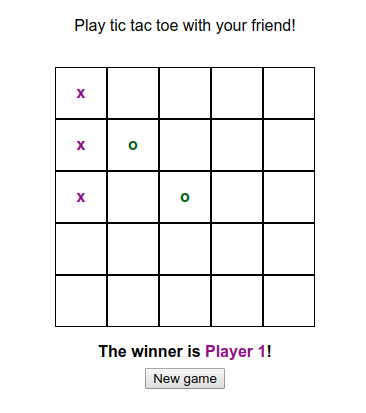 Play tic tac toe with your friend!
x
x o
x o
The winner is Player 1!
New game